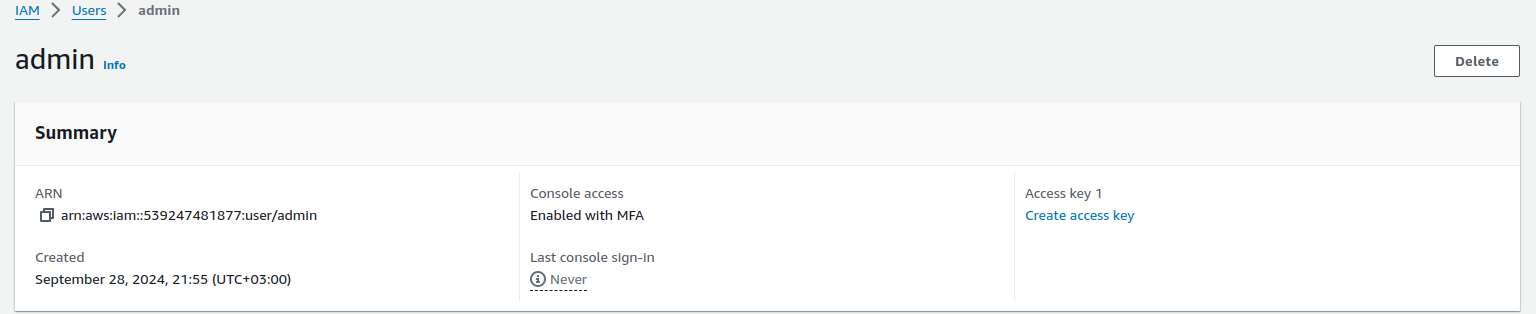 IAM > Users > admin
admin Info
Delete
Summary
ARN
arn:aws:iam::539247481877:user/admin
Created
September 28, 2024, 21:55 (UTC+03:00)
Console access
Enabled with MFA
Last console sign-in
Never
Access key 1
Create access key